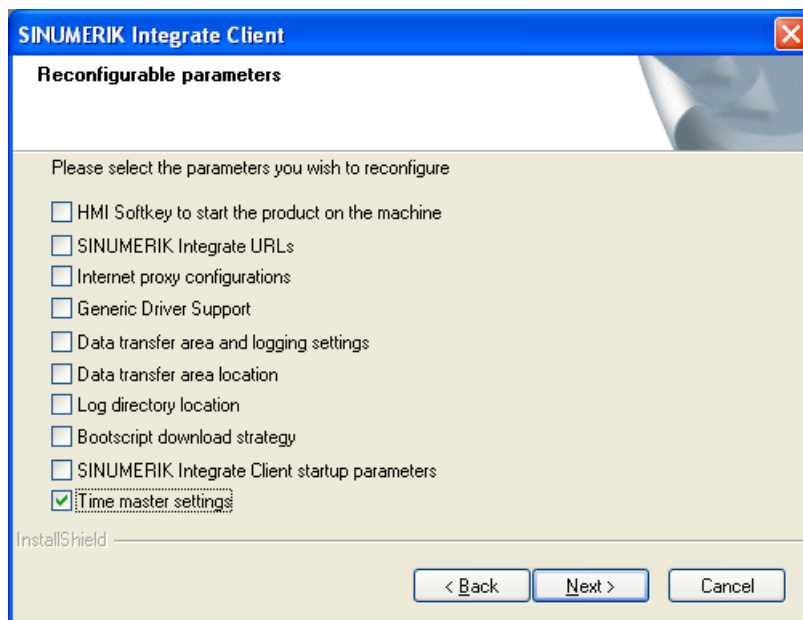 SINUMERIK Integrate Client
Reconfigurable parameters
Please select the parameters you wish to reconfigure
HMI Softkey to start the product on the machine
SINUMERIK Integrate URLs
Internet proxy configurations
Generic Driver Support
Data transfer area and logging settings
Data transfer area location
Log directory location
Bootscript download strategy
SINUMERIK Integrate Client startup parameters
Time master settings
InstallShield
< Back Next > Cancel